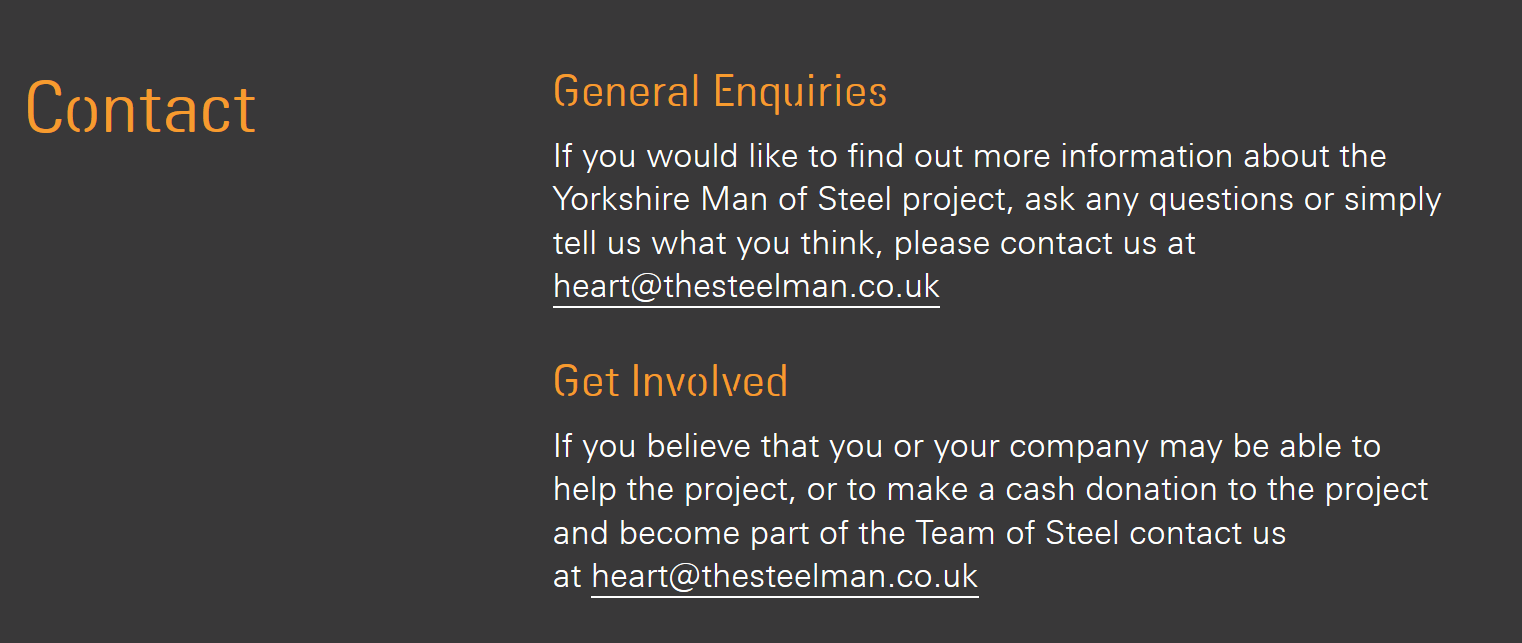 Contact
General Enquiries
If you would like to find out more information about the
Yorkshire Man of Steel project, ask any questions or simply
tell us what you think, please contact us at
heart@thesteelman.co.uk
Get Involved
If you believe that you or your company may be able to
help the project, or to make a cash donation to the project
and become part of the Team of Steel contact us
at heart@thesteelman.co.uk